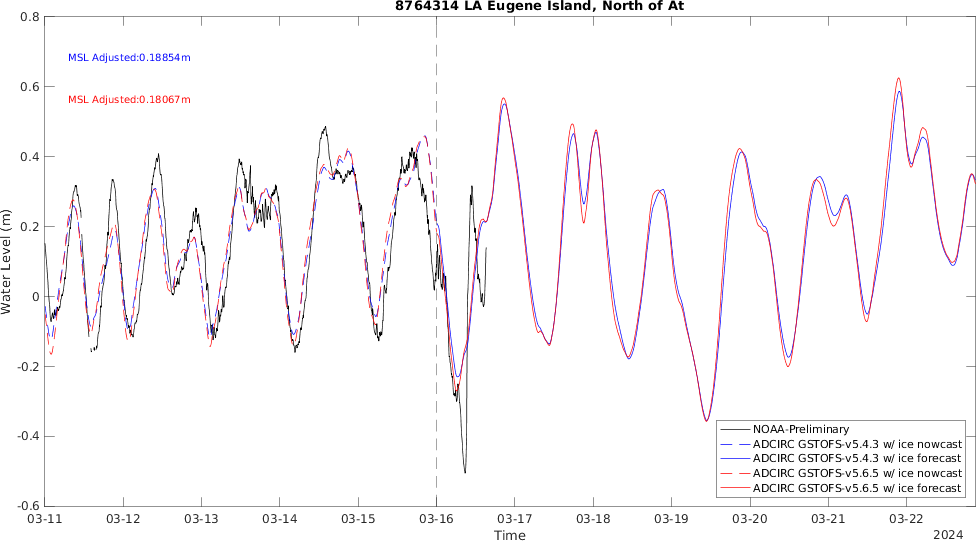 8764314 LA Eugene Island, North of At
MSL Adjusted:0.18854m
MSL Adjusted:0.18067m
Water Level (m)
0.8
0.6
0.4
0.2
0
-0.2
-0.4
-0.6
NOAA-Preliminary
ADCIRC GSTOFS-v5.4.3 w/ ice nowcast
ADCIRC GSTOFS-v5.4.3 w/ ice forecast
ADCIRC GSTOFS-v5.6.5 w/ ice nowcast
ADCIRC GSTOFS-v5.6.5 w/ ice forecast
03-11 03-12 03-13 03-14 03-15 03-16 03-17 03-18 03-19 03-20 03-21 03-22
Time
2024